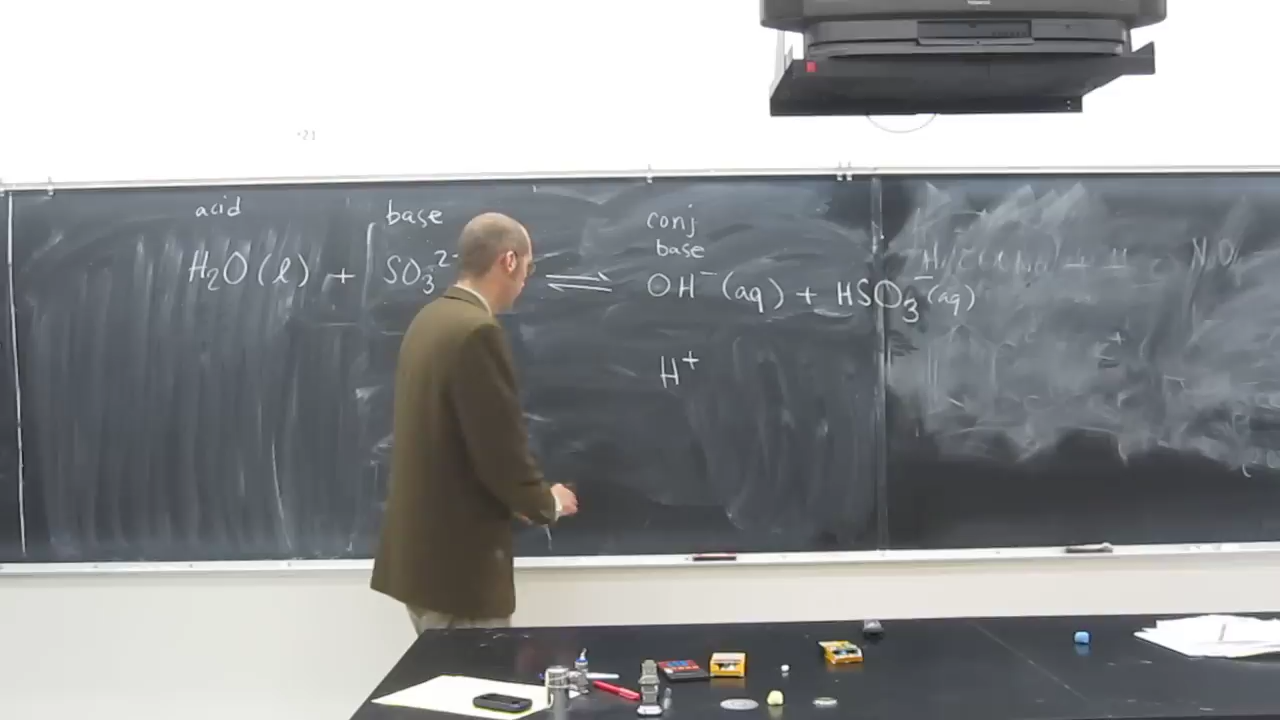 acid base conj
base
H₂O(l) + SO₃²⁻ ⇌ OH⁻(aq) + HSO₃⁻(aq)
H⁺